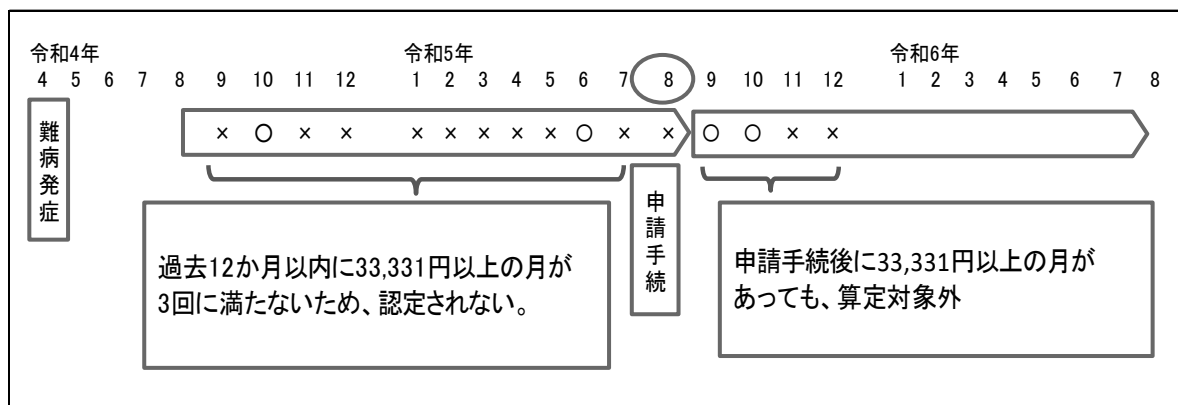 令和4年 令和5年 令和6年
4 5 6 7 8 9 10 11 12 1 2 3 4 5 6 7 8 9 10 11 12 1 2 3 4 5 6 7 8
× ○ × × × × × × × ○ × × ○ ○ × ×
難病発症
申請手続
過去12か月以内に33,331円以上の月が
3回に満たないため、認定されない。
申請手続後に33,331円以上の月が
あっても、算定対象外